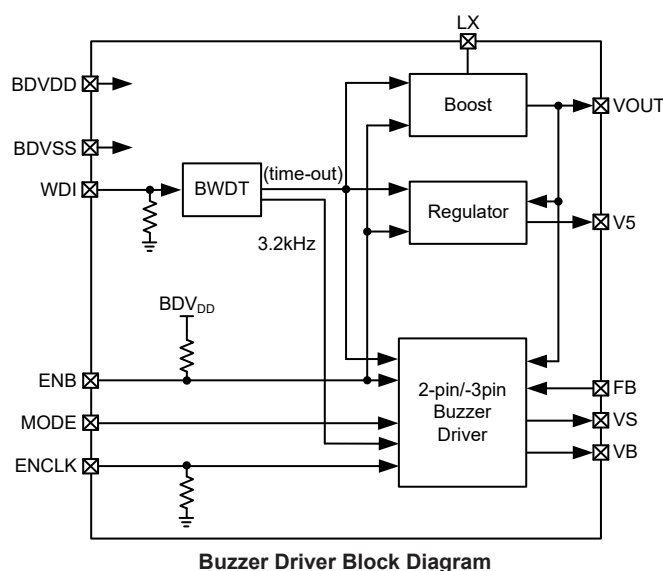 LX
BDVDD
Boost
VOUT
BDVSS
WDI
BWDT
(time-out)
Regulator
V5
3.2kHz
BDVDD
ENB
2-pin/-3pin
Buzzer
Driver
FB
MODE
VS
ENCLK
VB
Buzzer Driver Block Diagram